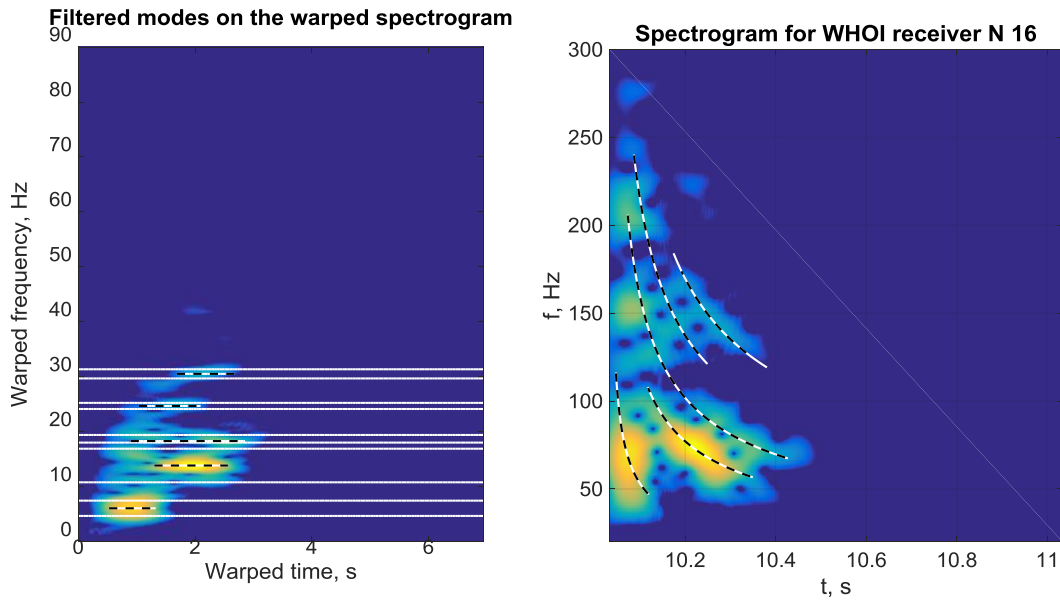 Filtered modes on the warped spectrogram
90
80
70
60
50
40
30
20
10
0
0 2 4 6
Warped frequency, Hz
Warped time, s
Spectrogram for WHOI receiver N 16
300
250
200
150
100
50
10.2 10.4 10.6 10.8 11
f, Hz
t, s